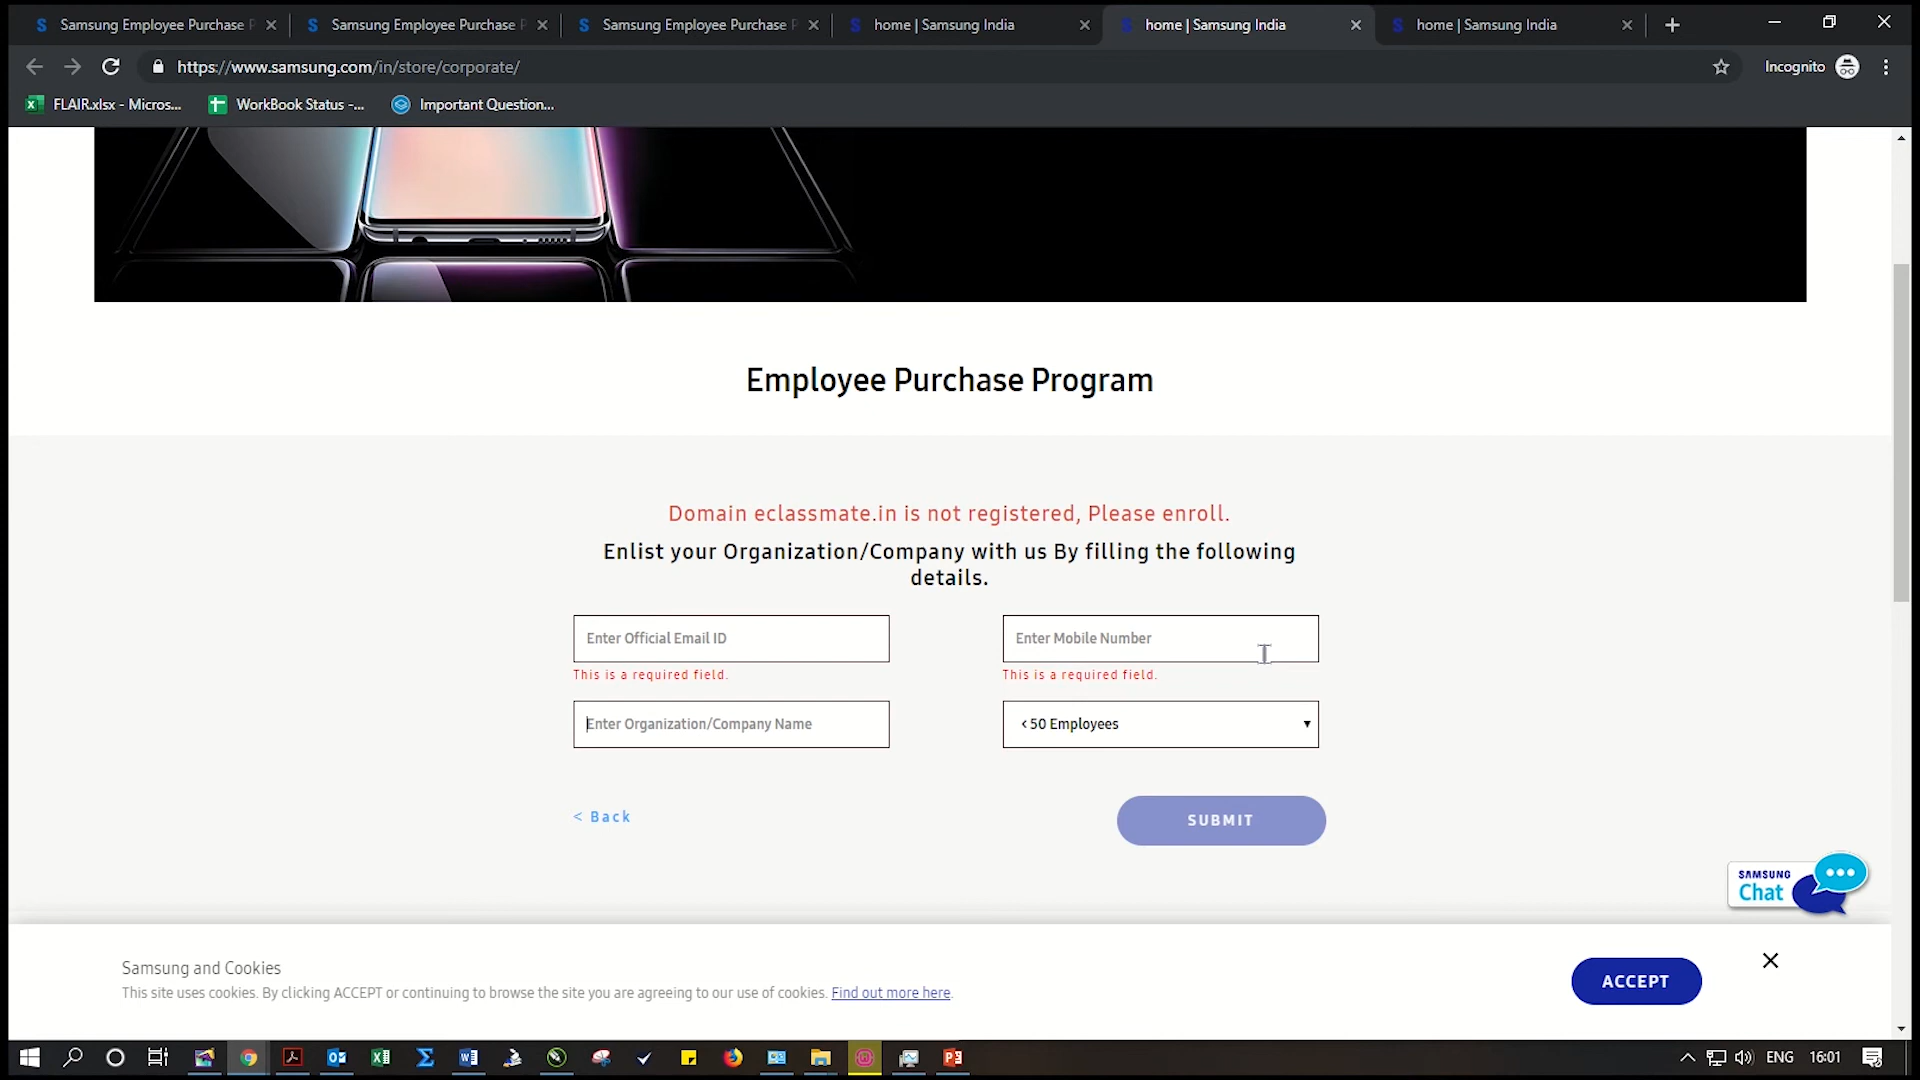 Samsung Employee Purchase P
Samsung Employee Purchase P
Samsung Employee Purchase P
home | Samsung India
home | Samsung India
home | Samsung India
https://www.samsung.com/in/store/corporate/
Incognito
FLAIR.xlsx - Micros...
WorkBook Status -...
Important Question...
Employee Purchase Program
Domain eclassmate.in is not registered, Please enroll.
Enlist your Organization/Company with us By filling the following
details.
Enter Official Email ID
Enter Mobile Number
This is a required field.
This is a required field.
Enter Organization/Company Name
< 50 Employees
< Back
SUBMIT
SAMSUNG
Chat
Samsung and Cookies
This site uses cookies. By clicking ACCEPT or continuing to browse the site you are agreeing to our use of cookies. Find out more here.
ACCEPT
ENG
16:01